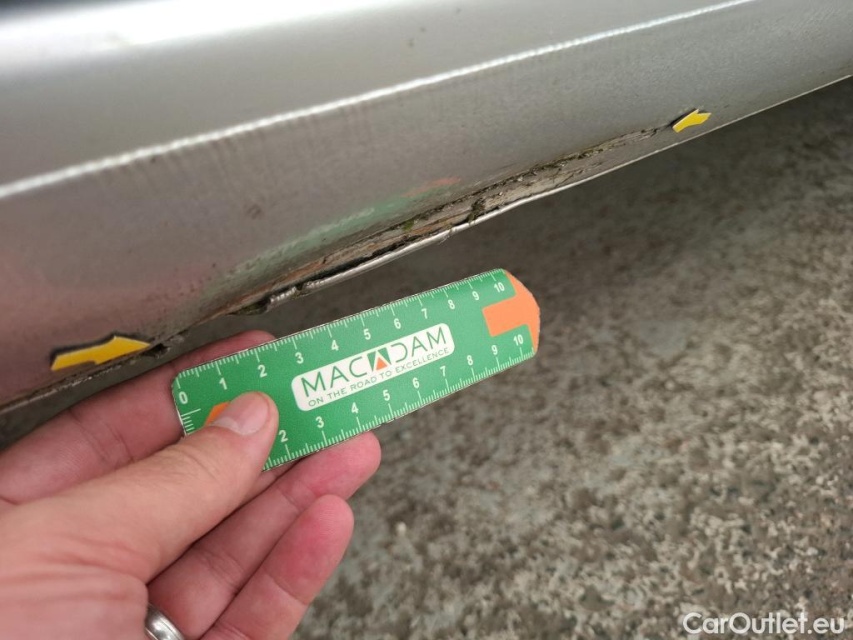 0 1 2 3 4 5 6 7 8 9 10
MACADAM
ON THE ROAD TO EXCELLENCE
2 3 4 5 6 7 8 9 10
CarOutlet.eu